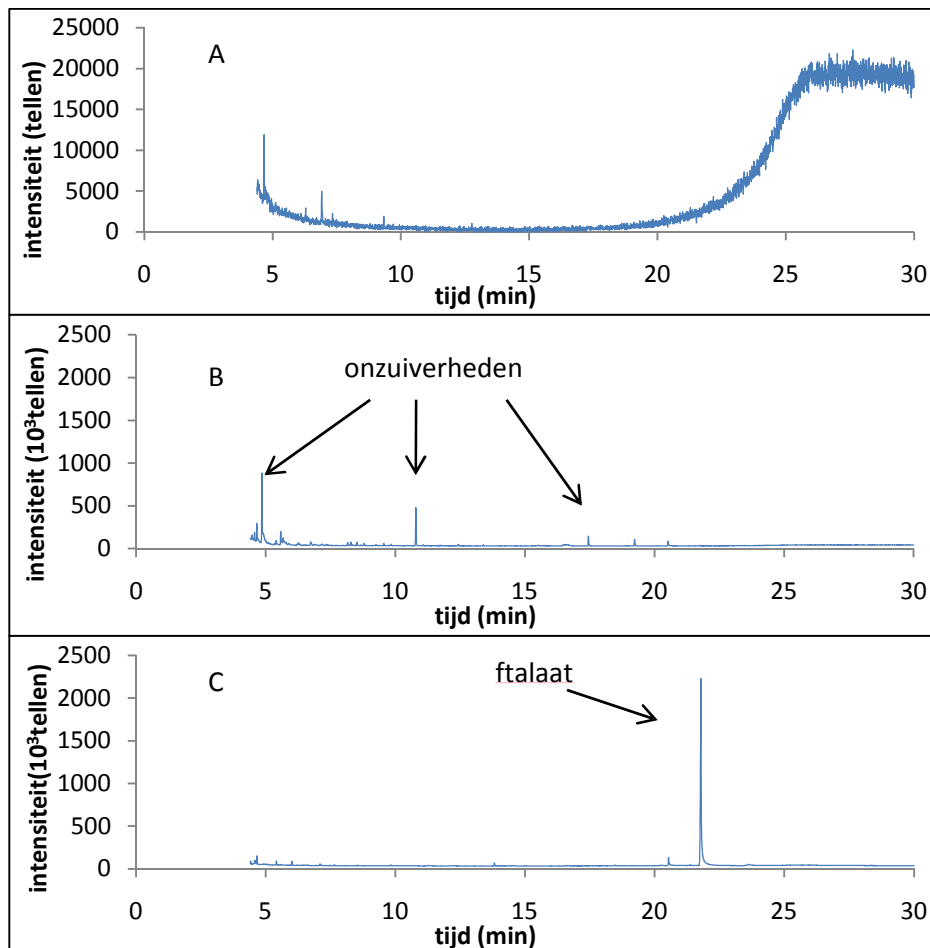 25000
20000
15000
10000
5000
0
intensiteit (tellen)
A
0 5 10 15 20 25 30
tijd (min)
2500
2000
1500
1000
500
0
intensiteit (10³tellen)
B
onzuiverheden
0 5 10 15 20 25 30
tijd (min)
2500
2000
1500
1000
500
0
intensiteit(10³tellen)
C
ftalaat
0 5 10 15 20 25 30
tijd (min)